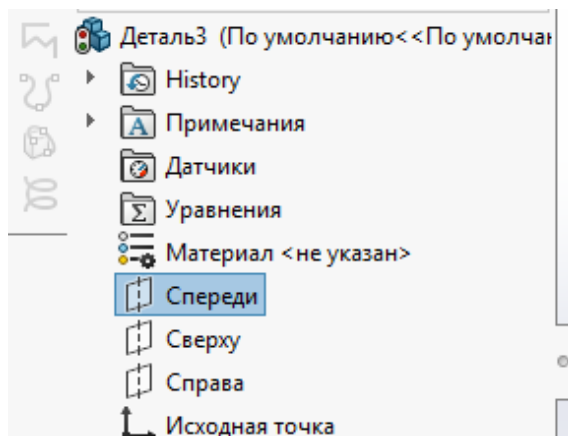 Деталь3 (По умолчанию<<По умолчан
History
Примечания
Датчики
Уравнения
Материал <не указан>
Спереди
Сверху
Справа
Исходная точка